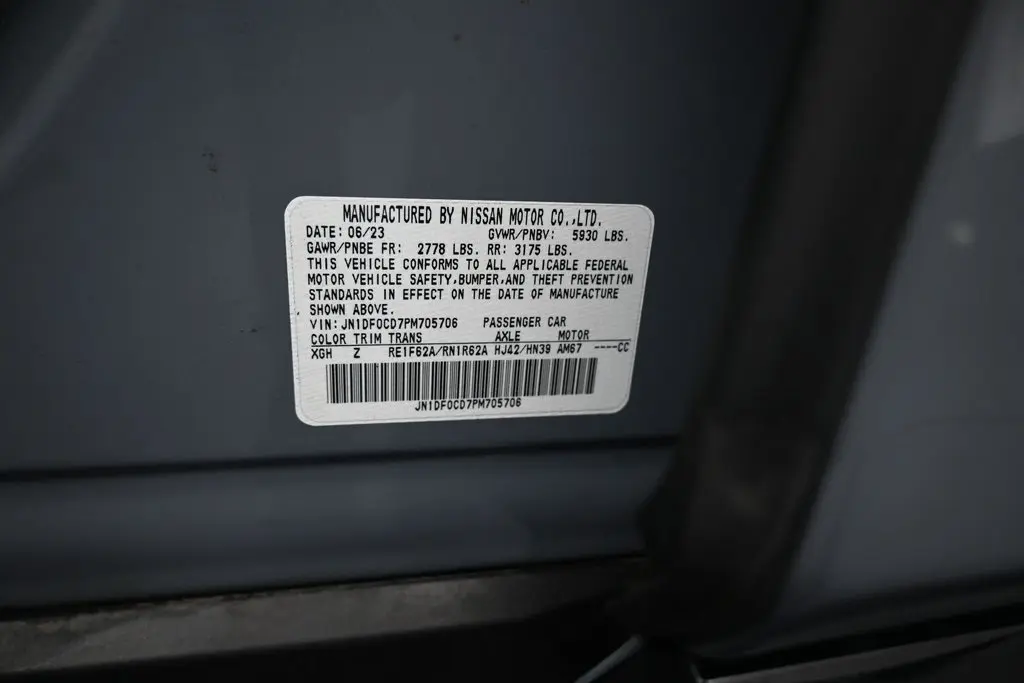 MANUFACTURED BY NISSAN MOTOR CO.,LTD.
DATE: 06/23 GVWR/PNBV: 5930 LBS.
GAWR/PNBE FR: 2778 LBS. RR: 3175 LBS.
THIS VEHICLE CONFORMS TO ALL APPLICABLE FEDERAL
MOTOR VEHICLE SAFETY,BUMPER,AND THEFT PREVENTION
STANDARDS IN EFFECT ON THE DATE OF MANUFACTURE
SHOWN ABOVE.
VIN:JN1DF0CD7PM705706 PASSENGER CAR
COLOR TRIM TRANS AXLE MOTOR
XGH Z RE1F62A/RN1R62A HJ42/HN39 AM67 ----CC
JN1DF0CD7PM705706